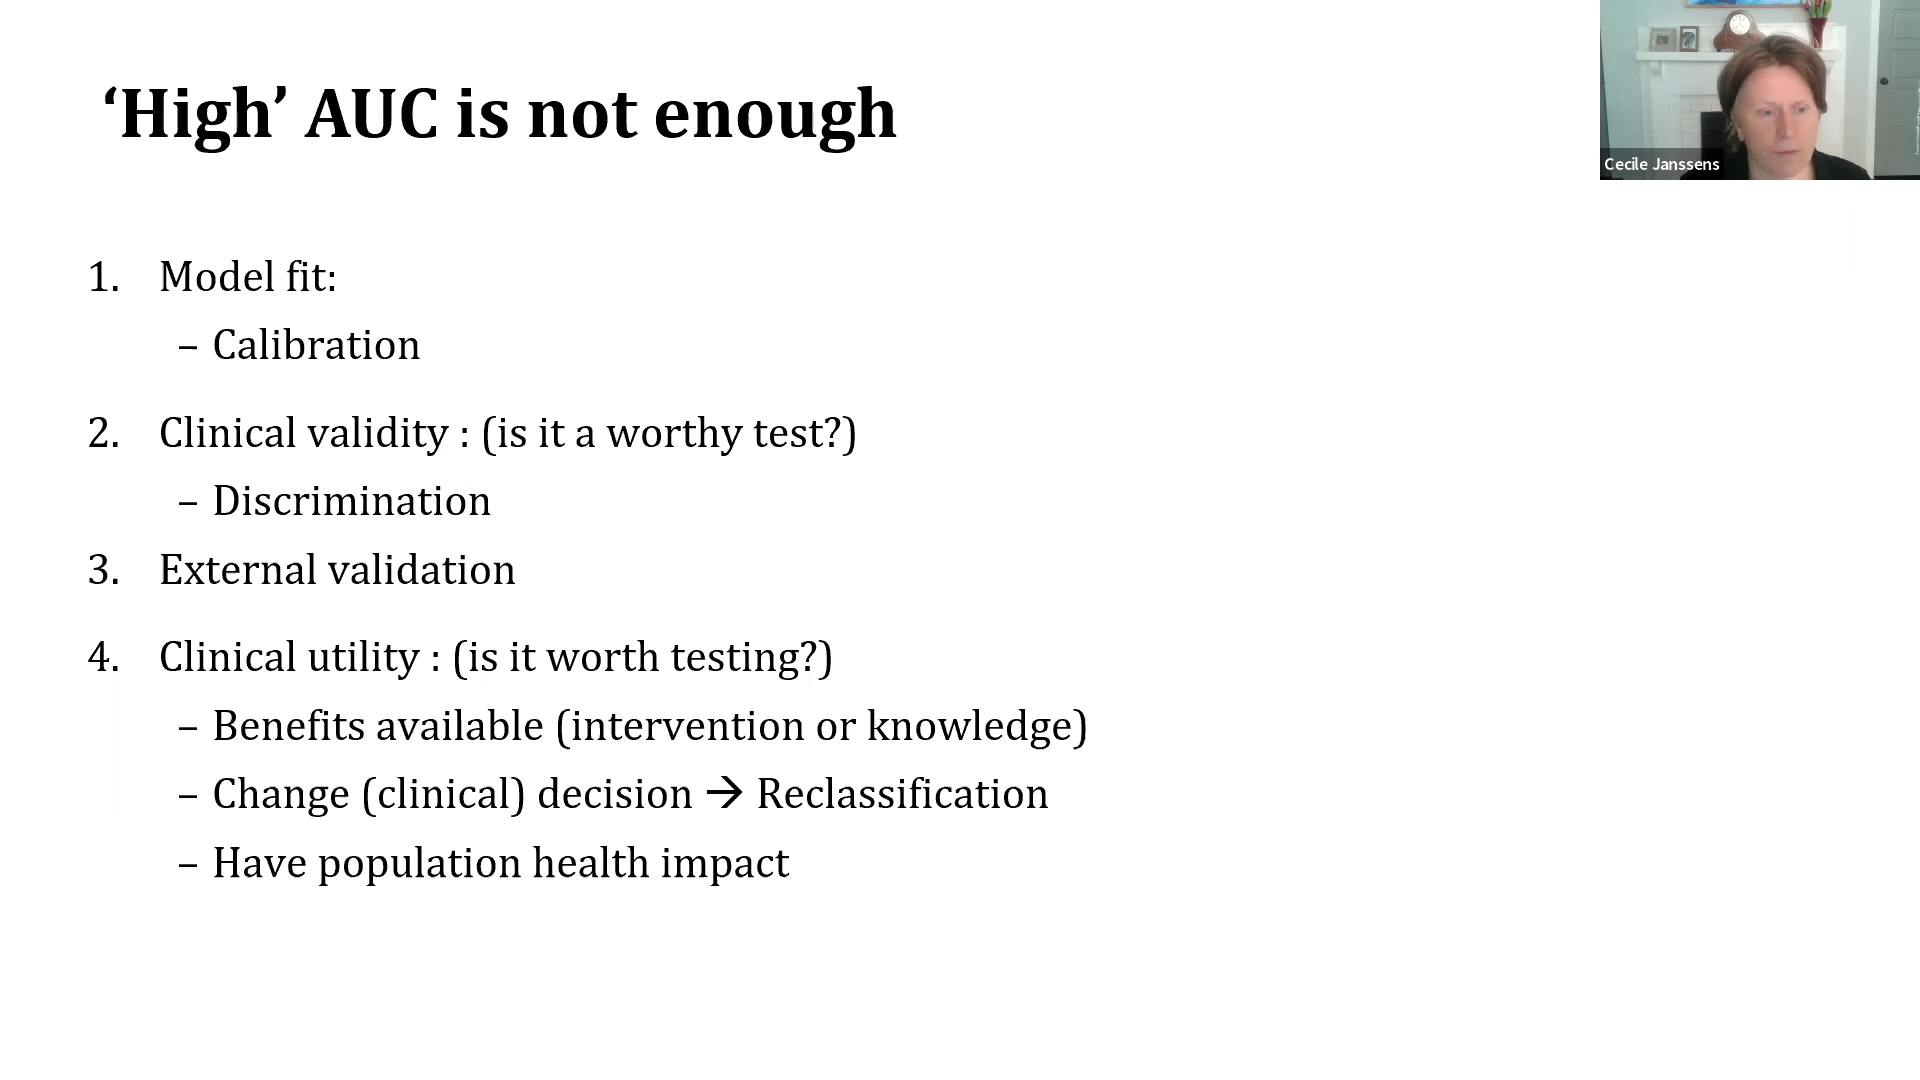 ‘High’ AUC is not enough
Cecile Janssens
1. Model fit:
– Calibration
2. Clinical validity : (is it a worthy test?)
– Discrimination
3. External validation
4. Clinical utility : (is it worth testing?)
– Benefits available (intervention or knowledge)
– Change (clinical) decision → Reclassification
– Have population health impact